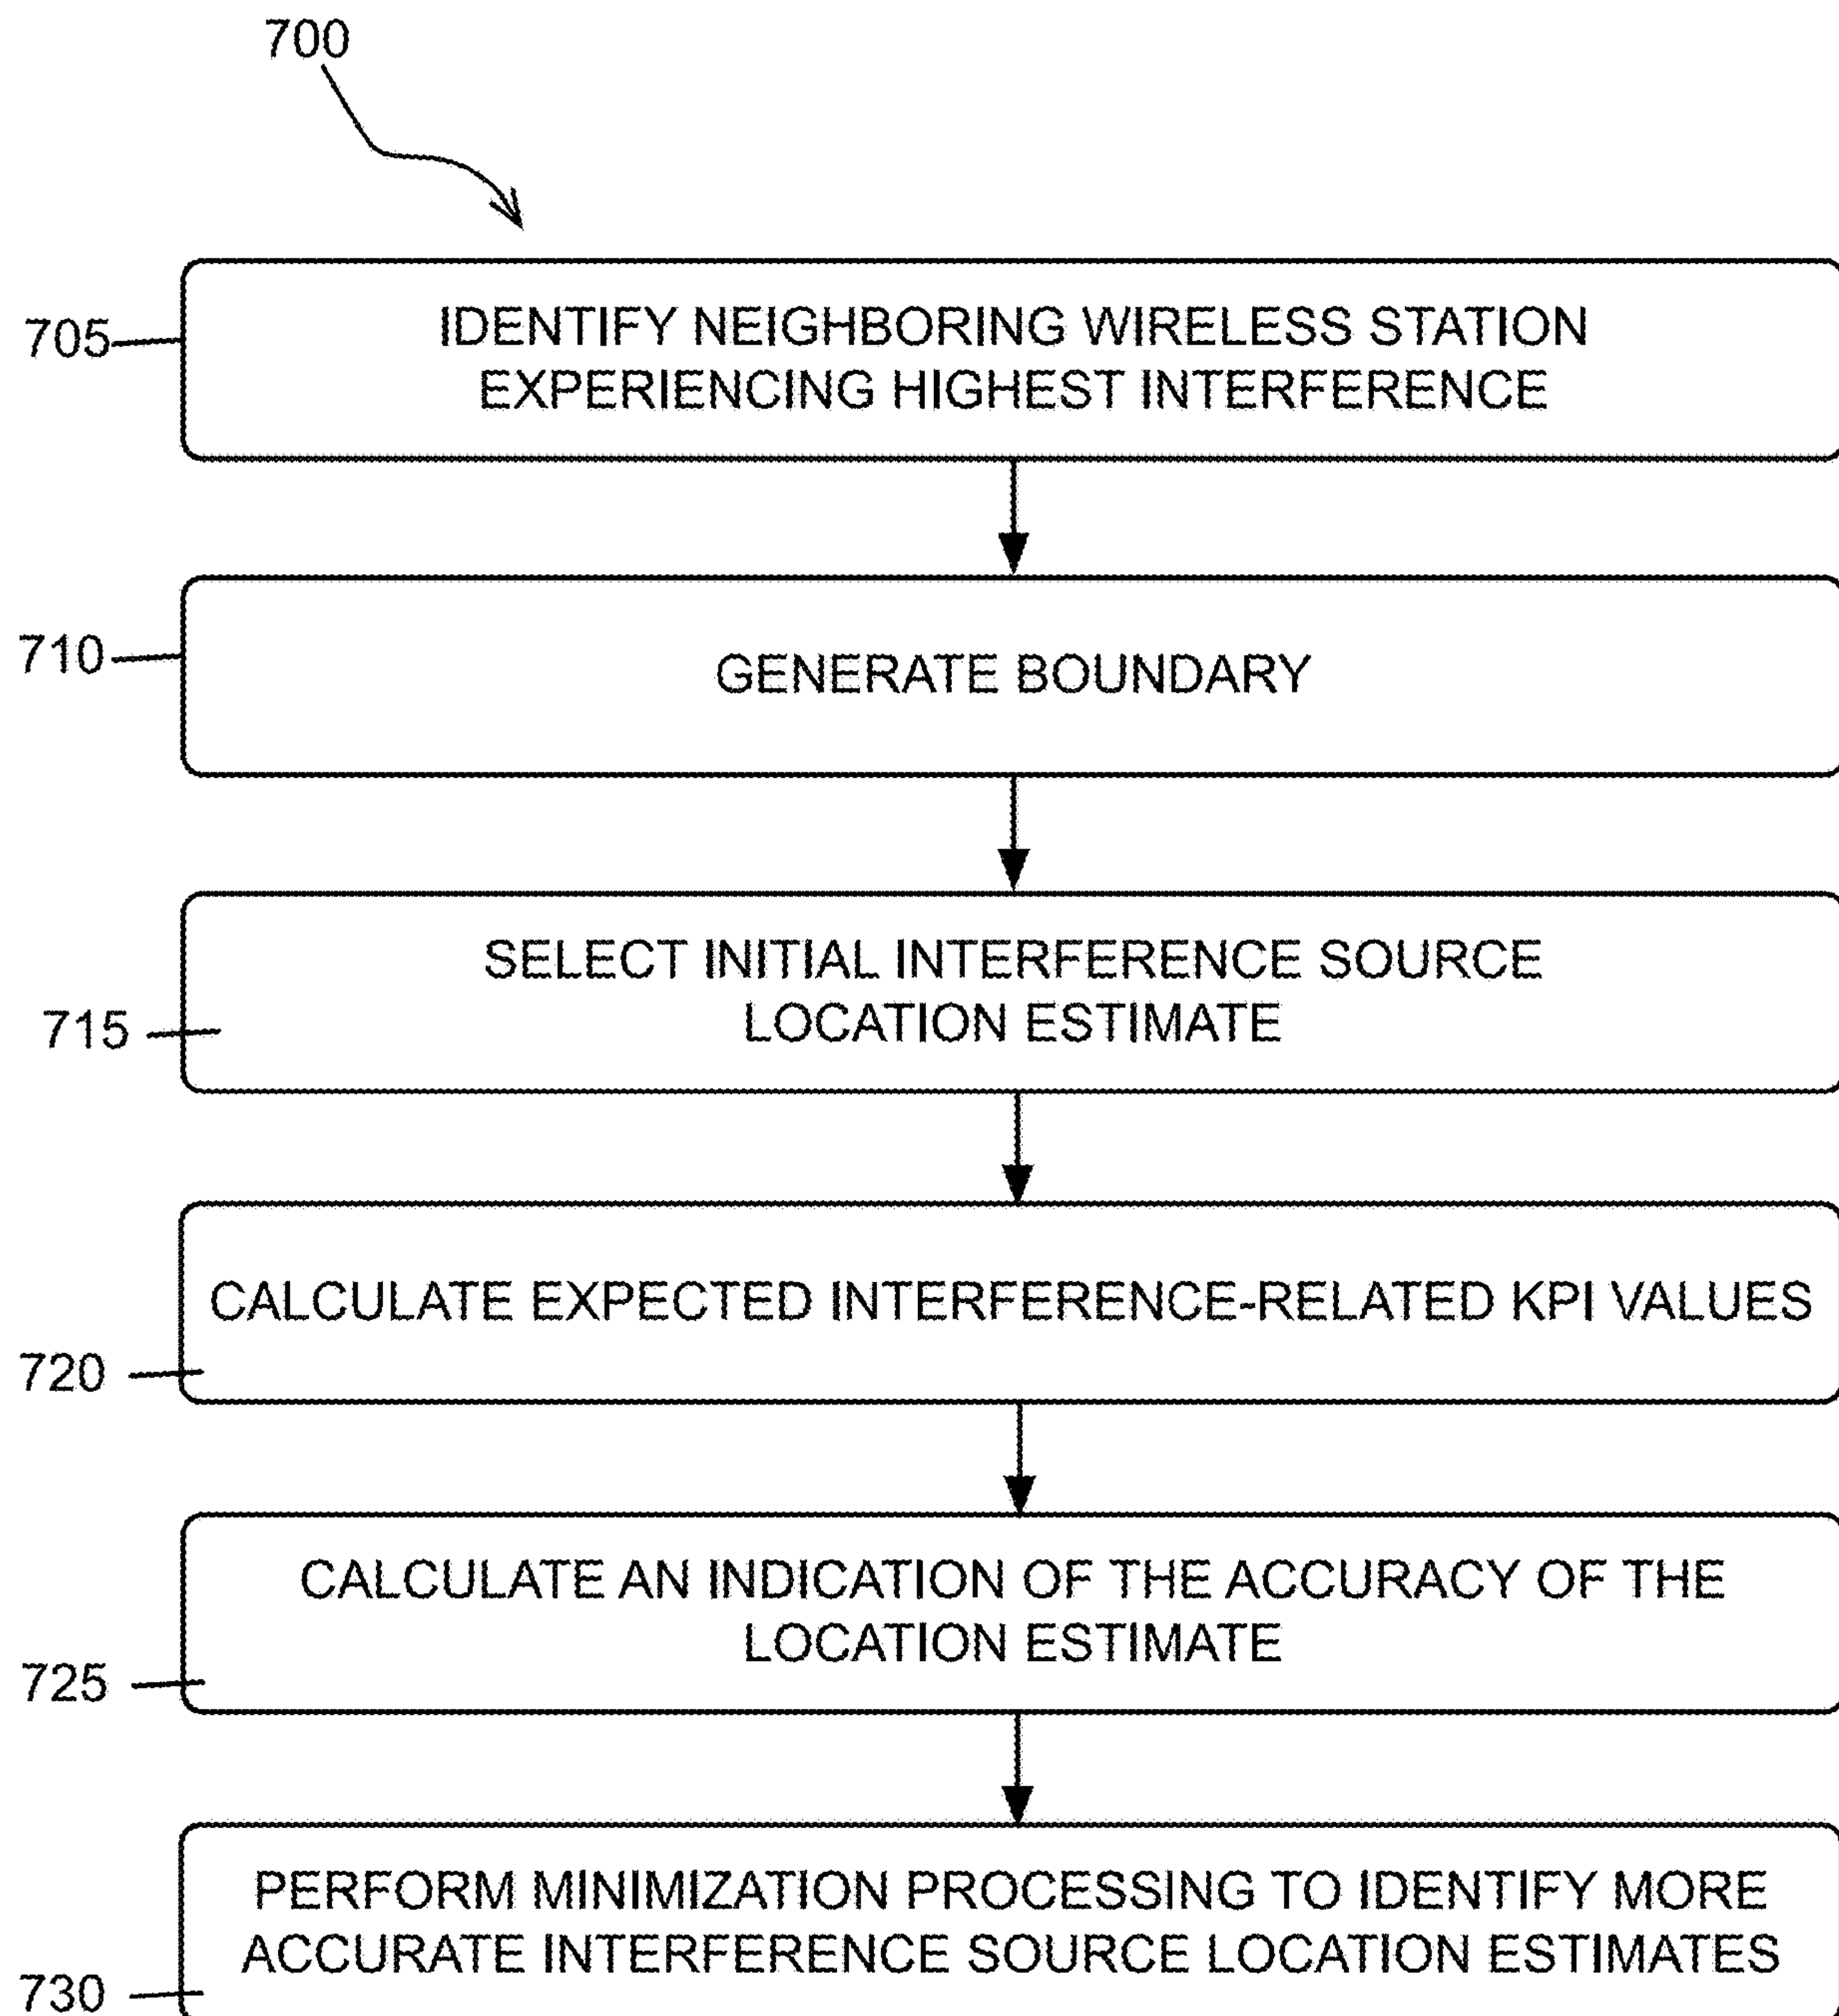 700
705
IDENTIFY NEIGHBORING WIRELESS STATION
EXPERIENCING HIGHEST INTERFERENCE
710
GENERATE BOUNDARY
715
SELECT INITIAL INTERFERENCE SOURCE
LOCATION ESTIMATE
720
CALCULATE EXPECTED INTERFERENCE-RELATED KPI VALUES
725
CALCULATE AN INDICATION OF THE ACCURACY OF THE
LOCATION ESTIMATE
730
PERFORM MINIMIZATION PROCESSING TO IDENTIFY MORE
ACCURATE INTERFERENCE SOURCE LOCATION ESTIMATES